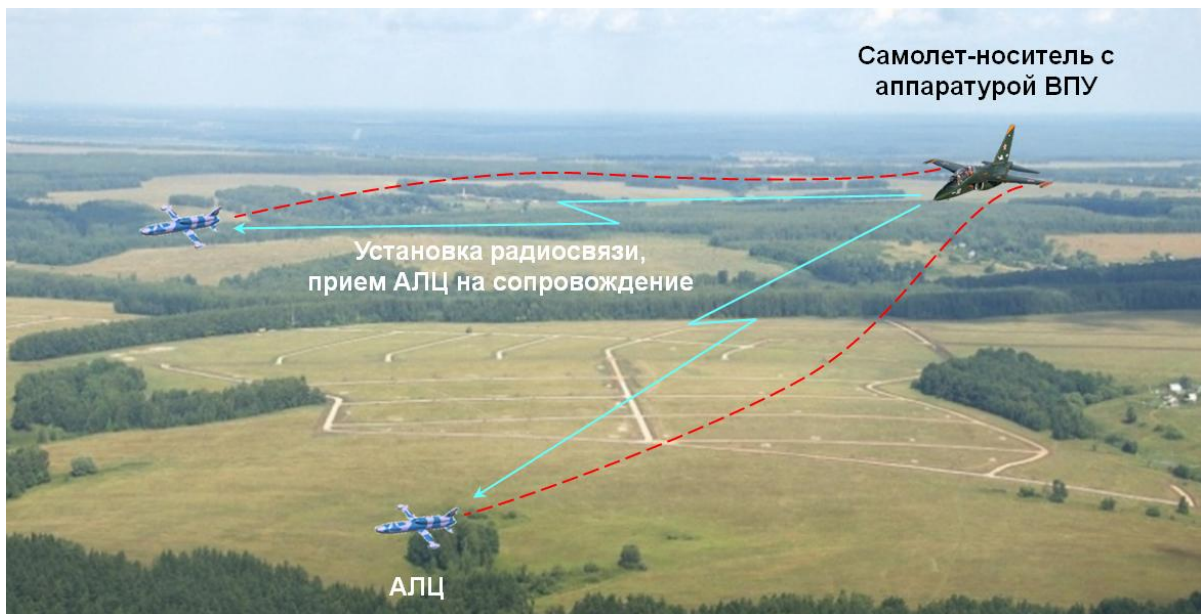 Самолет-носитель с
аппаратурой ВПУ
Установка радиосвязи,
прием АЛЦ на сопровождение
АЛЦ